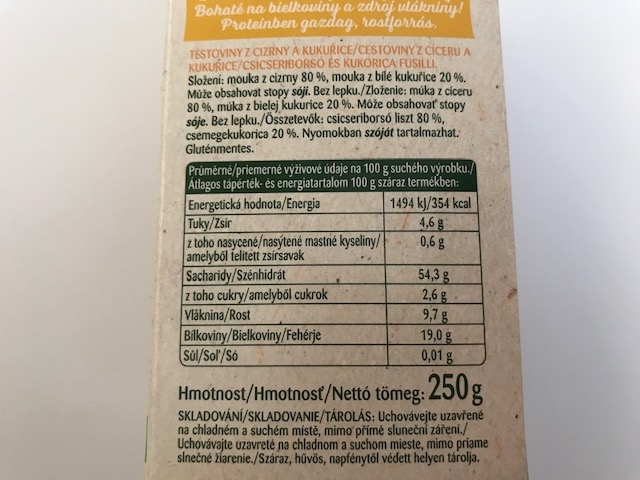 Bohaté na bielkoviny a zdroj vlákniny!
Proteinben gazdag, rostforrás.
TĚSTOVINY Z CIZRNY A KUKUŘICE/CESTOVINY Z CÍCERU A
KUKURICE/CSICSERIBORSÓ ÉS KUKORICA FUSILLI.
Složení: mouka z cizrny 80 %, mouka z bílé kukuřice 20 %.
Může obsahovat stopy sóji. Bez lepku./Zloženie: múka z cíceru
80 %, múka z bielej kukurice 20 %. Môže obsahovať stopy
sóje. Bez lepku./Összetevők: csicseriborsó liszt 80 %,
csemegekukorica 20 %. Nyomokban szóját tartalmazhat.
Gluténmentes.
Průměrné/priemerné výživové údaje na 100 g suchého výrobku./
Átlagos tápérték- és energiatartalom 100 g száraz termékben:
Energetická hodnota/Energia 1494 kJ/354 kcal
Tuky/Zsír 4,6 g
z toho nasycené/nasýtené mastné kyseliny/ 0,6 g
amelyből telített zsírsavak
Sacharidy/Szénhidrát 54,3 g
z toho cukry/amelyből cukrok 2,6 g
Vláknina/Rost 9,7 g
Bílkoviny/Bielkoviny/Fehérje 19,0 g
Sůl/Soľ/Só 0,01 g
Hmotnost/Hmotnosť/Nettó tömeg: 250 g
SKLADOVÁNÍ/SKLADOVANIE/TÁROLÁS: Uchovávejte uzavřené
na chladném a suchém místě, mimo přímé sluneční záření./
Uchovávajte uzavreté na chladnom a suchom mieste, mimo priame
slnečné žiarenie./Száraz, hűvös, napfénytől védett helyen tárolja.